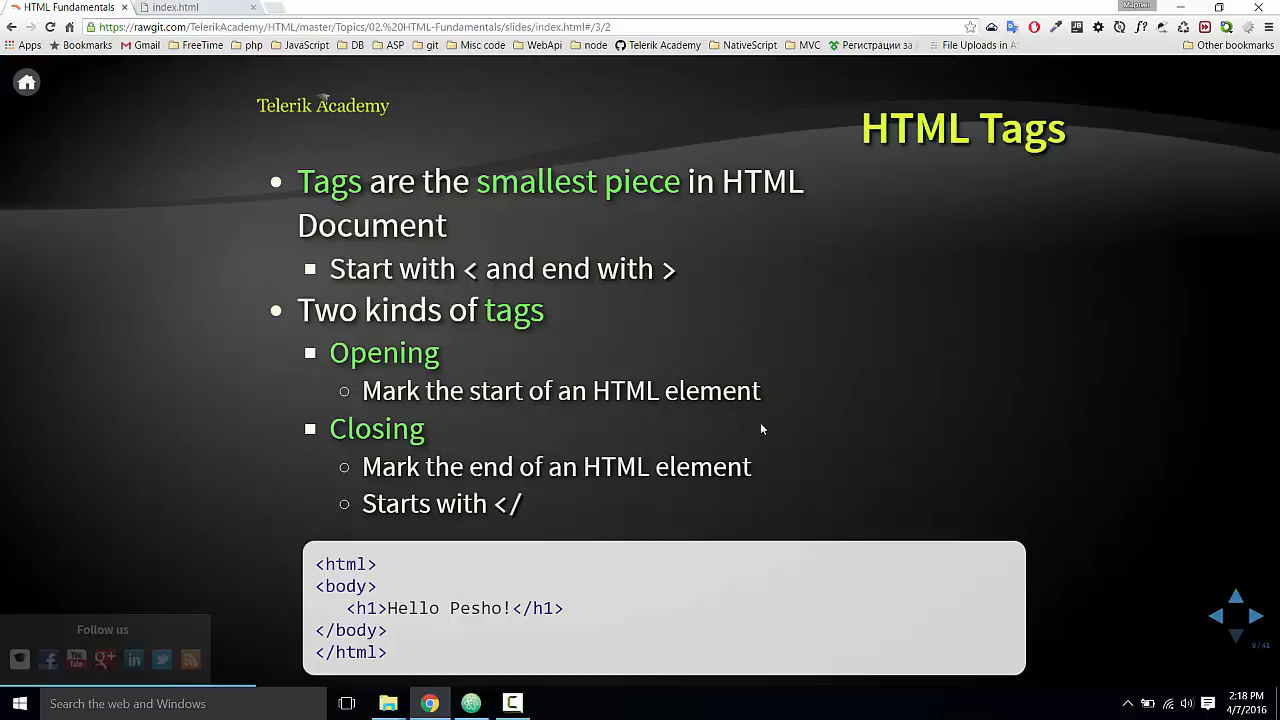 HTML Fundamentals
index.html
Мартин
https://rawgit.com/TelerikAcademy/HTML/master/Topics/02.%20HTML-Fundamentals/slides/index.html#/3/2
Apps Bookmarks Gmail FreeTime php JavaScript DB ASP git Misc code WebApi node Telerik Academy NativeScript MVC Регистрации за File Uploads in A Other bookmarks
Telerik Academy
HTML Tags
Tags are the smallest piece in HTML
Document
Start with < and end with >
Two kinds of tags
Opening
Mark the start of an HTML element
Closing
Mark the end of an HTML element
Starts with </
<html>
<body>
<h1>Hello Pesho!</h1>
</body>
</html>
Follow us
9/41
Search the web and Windows
2:18 PM
4/7/2016